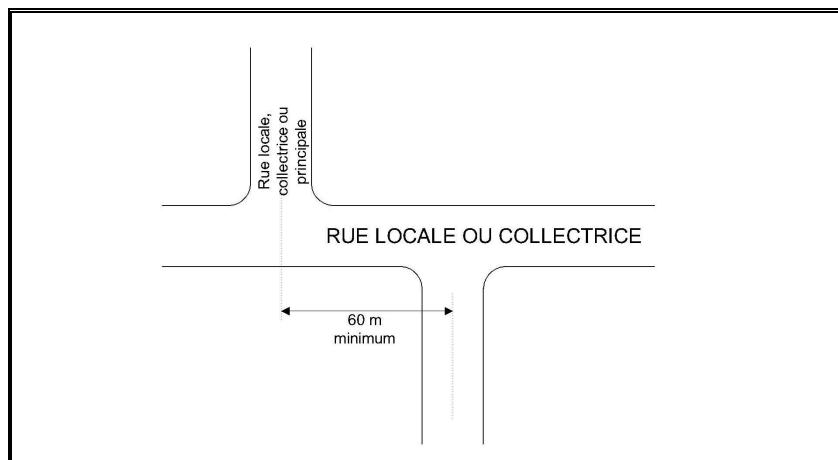 Rue locale,
collectrice ou
principale
RUE LOCALE OU COLLECTRICE
60 m
minimum